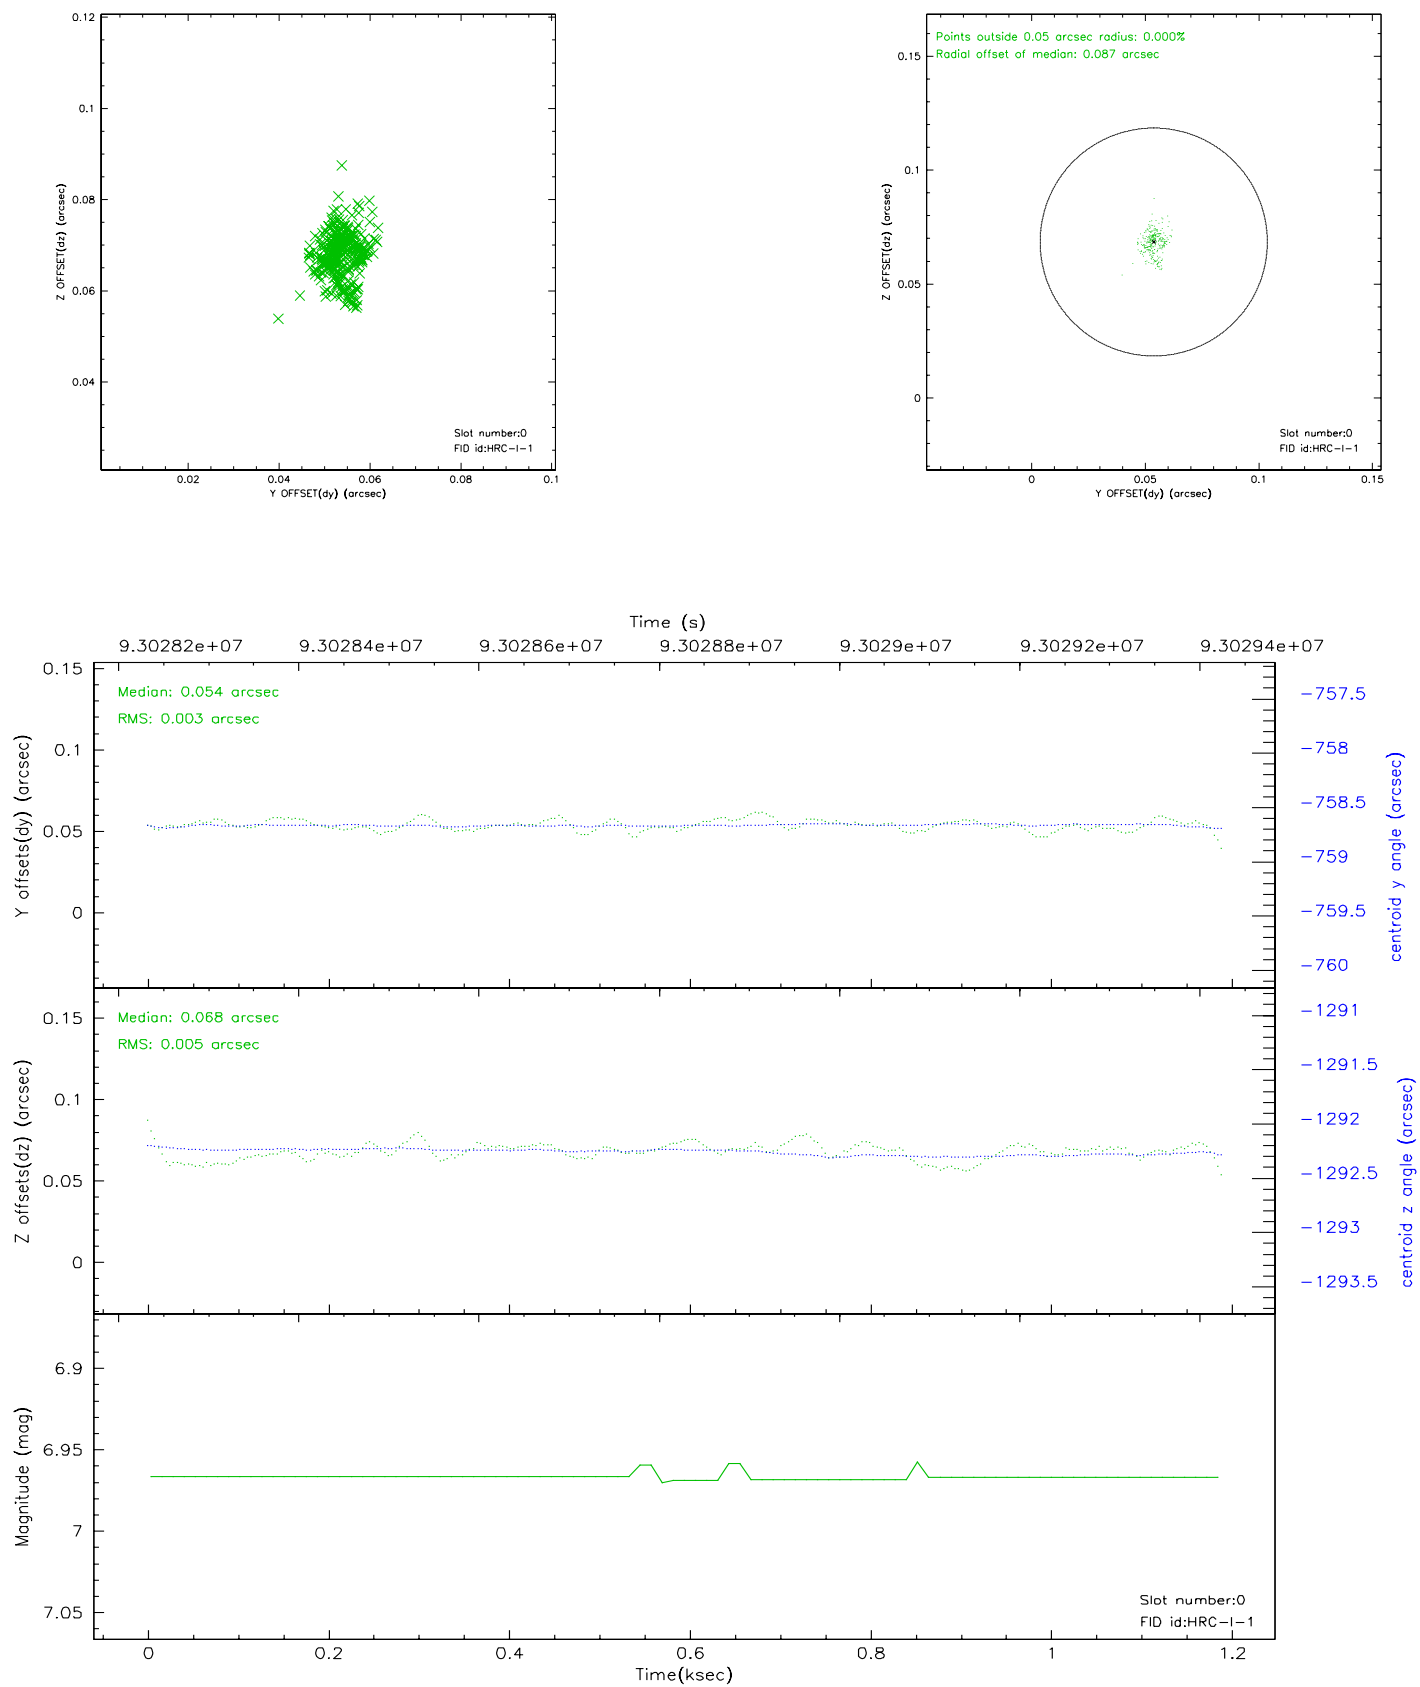 0.12
0.1
0.08
0.06
0.04
Z OFFSET(dz) (arcsec)
Slot number:0
FID id:HRC-I-1
0.02 0.04 0.06 0.08 0.1
Y OFFSET(dy) (arcsec)
Points outside 0.05 arcsec radius: 0.000%
Radial offset of median: 0.087 arcsec
0.15
0.1
0.05
0
Z OFFSET(dz) (arcsec)
Slot number:0
FID id:HRC-I-1
0 0.05 0.1 0.15
Y OFFSET(dy) (arcsec)
Time (s)
9.30282e+07 9.30284e+07 9.30286e+07 9.30288e+07 9.3029e+07 9.30292e+07 9.30294e+07
Median: 0.054 arcsec
RMS: 0.003 arcsec
0.15
0.1
0.05
0
Y offsets(dy) (arcsec)
-757.5
-758
-758.5
-759
-759.5
-760
centroid y angle (arcsec)
Median: 0.068 arcsec
RMS: 0.005 arcsec
0.15
0.1
0.05
0
Z offsets(dz) (arcsec)
-1291
-1291.5
-1292
-1292.5
-1293
-1293.5
centroid z angle (arcsec)
6.9
6.95
7
7.05
Magnitude (mag)
Slot number:0
FID id:HRC-I-1
0 0.2 0.4 0.6 0.8 1 1.2
Time(ksec)